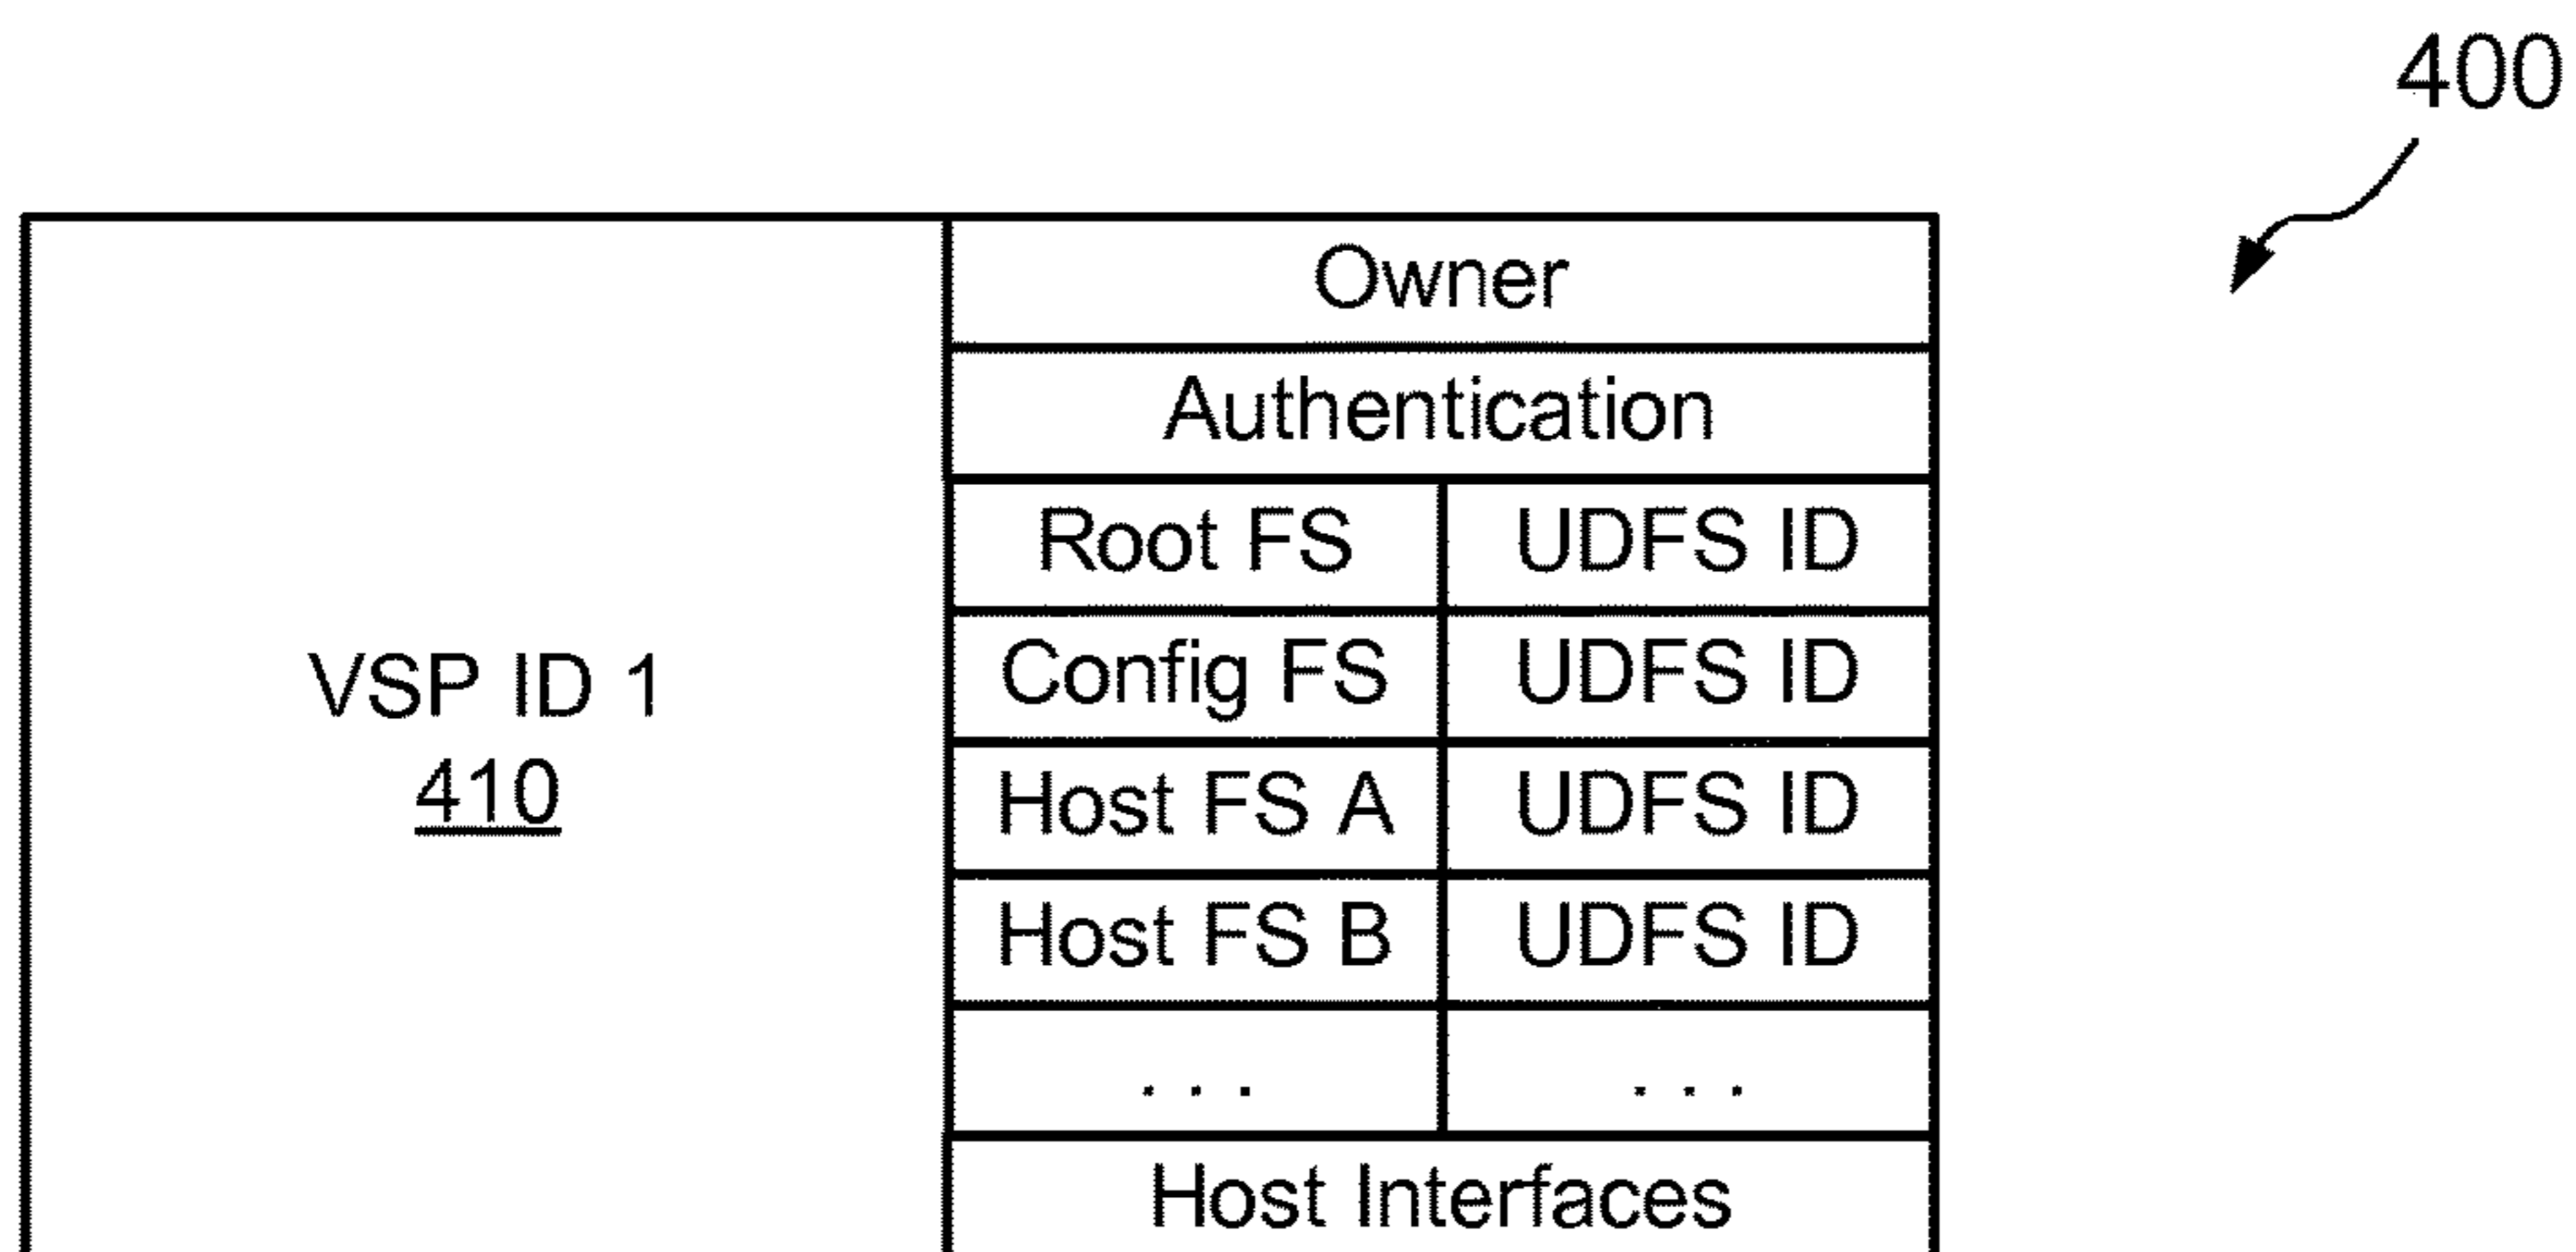 400
Owner
Authentication
Root FS UDFS ID
Config FS UDFS ID
VSP ID 1
410
Host FS A UDFS ID
Host FS B UDFS ID
. . . . . .
Host Interfaces